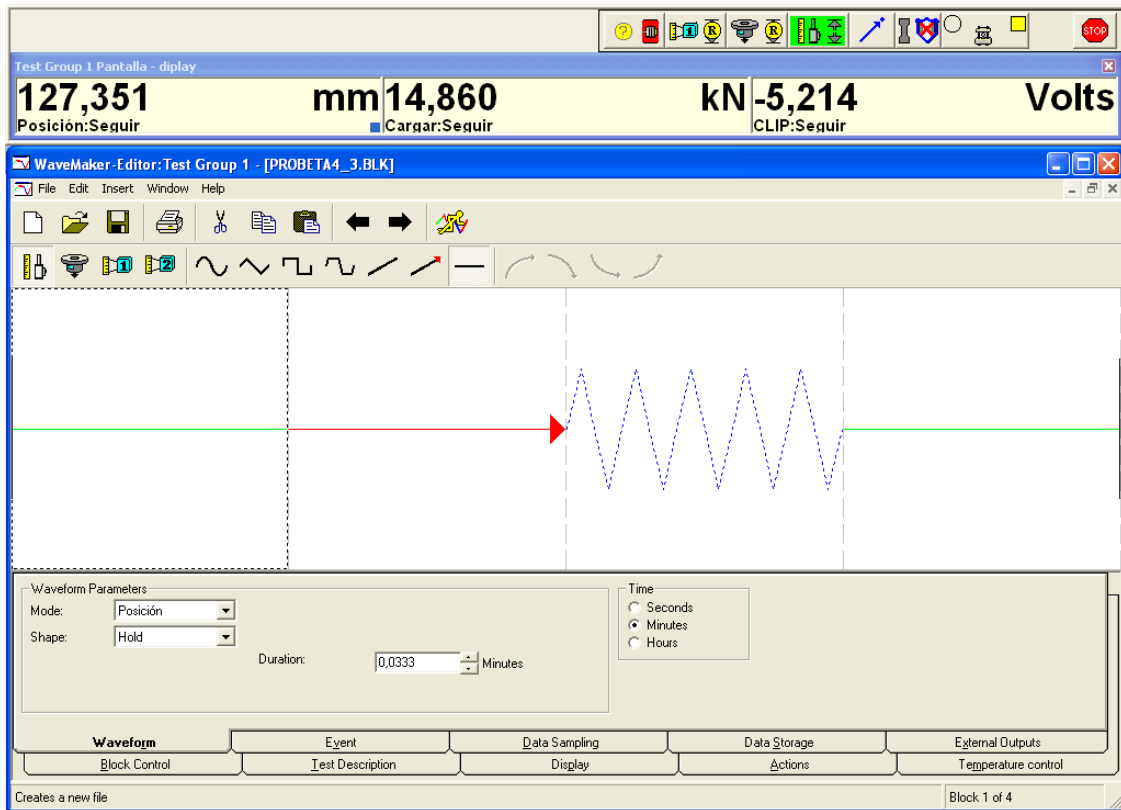 ? 1 R R STOP
Test Group 1 Pantalla - diplay
127,351 mm 14,860 kN -5,214 Volts
Posición:Seguir Cargar:Seguir CLIP:Seguir
WaveMaker-Editor:Test Group 1 - [PROBETA4_3.BLK]
File Edit Insert Window Help
1 2
Waveform Parameters Time
Mode: Posición Seconds
Shape: Hold Minutes
Hours
Duration: 0,0333 Minutes
Waveform Event Data Sampling Data Storage External Outputs
Block Control Test Description Display Actions Temperature control
Creates a new file Block 1 of 4